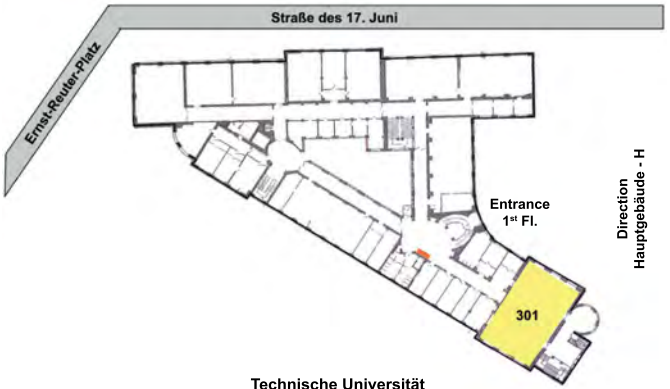 Straße des 17. Juni
Ernst-Reuter-Platz
Entrance
1st Fl.
Direction
Hauptgebäude - H
301
Technische Universität